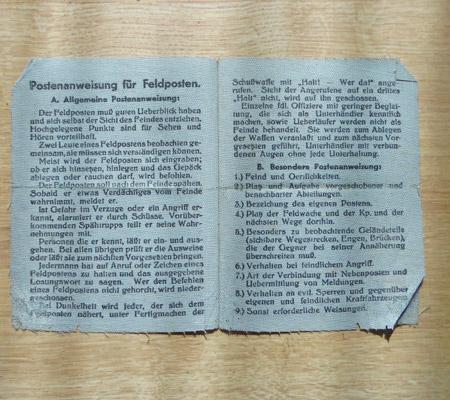 Postenanweisung für Feldposten.
A. Allgemeine Postenanweisung:
Der Feldposten muß guten Ueberblick haben
und sich selbst der Sicht des Feindes entziehen.
Hochgelegene Punkte sind für Sehen und
Hören vorteilhaft.
Zwei Leute eines Feldpostens beobachten ge-
meinsam, sie müssen sich verständigen können.
Meist wird der Feldposten sich eingraben;
ob er sich hinsetzen, hinlegen und das Gepäck
ablegen oder rauchen darf, wird befohlen.
Der Feldposten soll nach dem Feinde spähen.
Sobald er etwas Verdächtiges vom Feinde
wahrnimmt, meldet er.
Ist Gefahr im Verzuge oder ein Angriff er-
kannt, alarmiert er durch Schüsse. Vorüber-
kommenden Spähtrupps teilt er seine Wahr-
nehmungen mit.
Personen die er kennt, läßt er ein- und aus-
gehen. Bei allen übrigen prüft er die Ausweise
oder läßt sie zum nächsten Vorgesetzten bringen.
Jedermann hat auf Anruf oder Zeichen eines
Feldpostens zu halten und das ausgegebene
Losungswort zu sagen. Wer den Befehlen
eines Feldpostens nicht gehorcht, wird nieder-
geschossen.
Bei Dunkelheit wird jeder, der sich dem
Feldposten nähert, unter Fertigmachen der
Schußwaffe mit „Halt! — Wer da!" ange-
rufen. Steht der Angerufene auf ein drittes
„Halt" nicht, wird auf ihn geschossen.
Einzelne fdl. Offiziere mit geringer Beglei-
tung, die sich als Unterhändler kenntlich
machen, sowie Ueberläufer werden nicht als
Feinde behandelt. Sie werden zum Ablegen
der Waffen veranlaßt und zum nächsten Vor-
gesetzten geführt, Unterhändler mit verbun-
denen Augen ohne jede Unterhaltung.
B. Besondere Postenanweisung:
1.) Feind und Oertlichkeiten.
2.) Platz und Aufgabe vorgeschobener und
benachbarter Abteilungen.
3.) Bezeichung des eigenen Postens.
4.) Platz der Feldwache und der Kp. und der
nächsten Wege dorthin.
5.) Besonders zu beobachtende Geländeteile
(sichtbare Wegstrecken, Engen, Brücken),
die der Gegner bei seiner Annäherung
überschreiten muß.
6.) Verhalten bei feindlichem Angriff.
7.) Art der Verbindung mit Nebenposten und
Uebermittlung von Meldungen.
8.) Verhalten an evtl. Sperren und gegenüber
eigenen und feindlichen Kraftfahrzeugen
9.) Sonst erforderliche Weisungen.